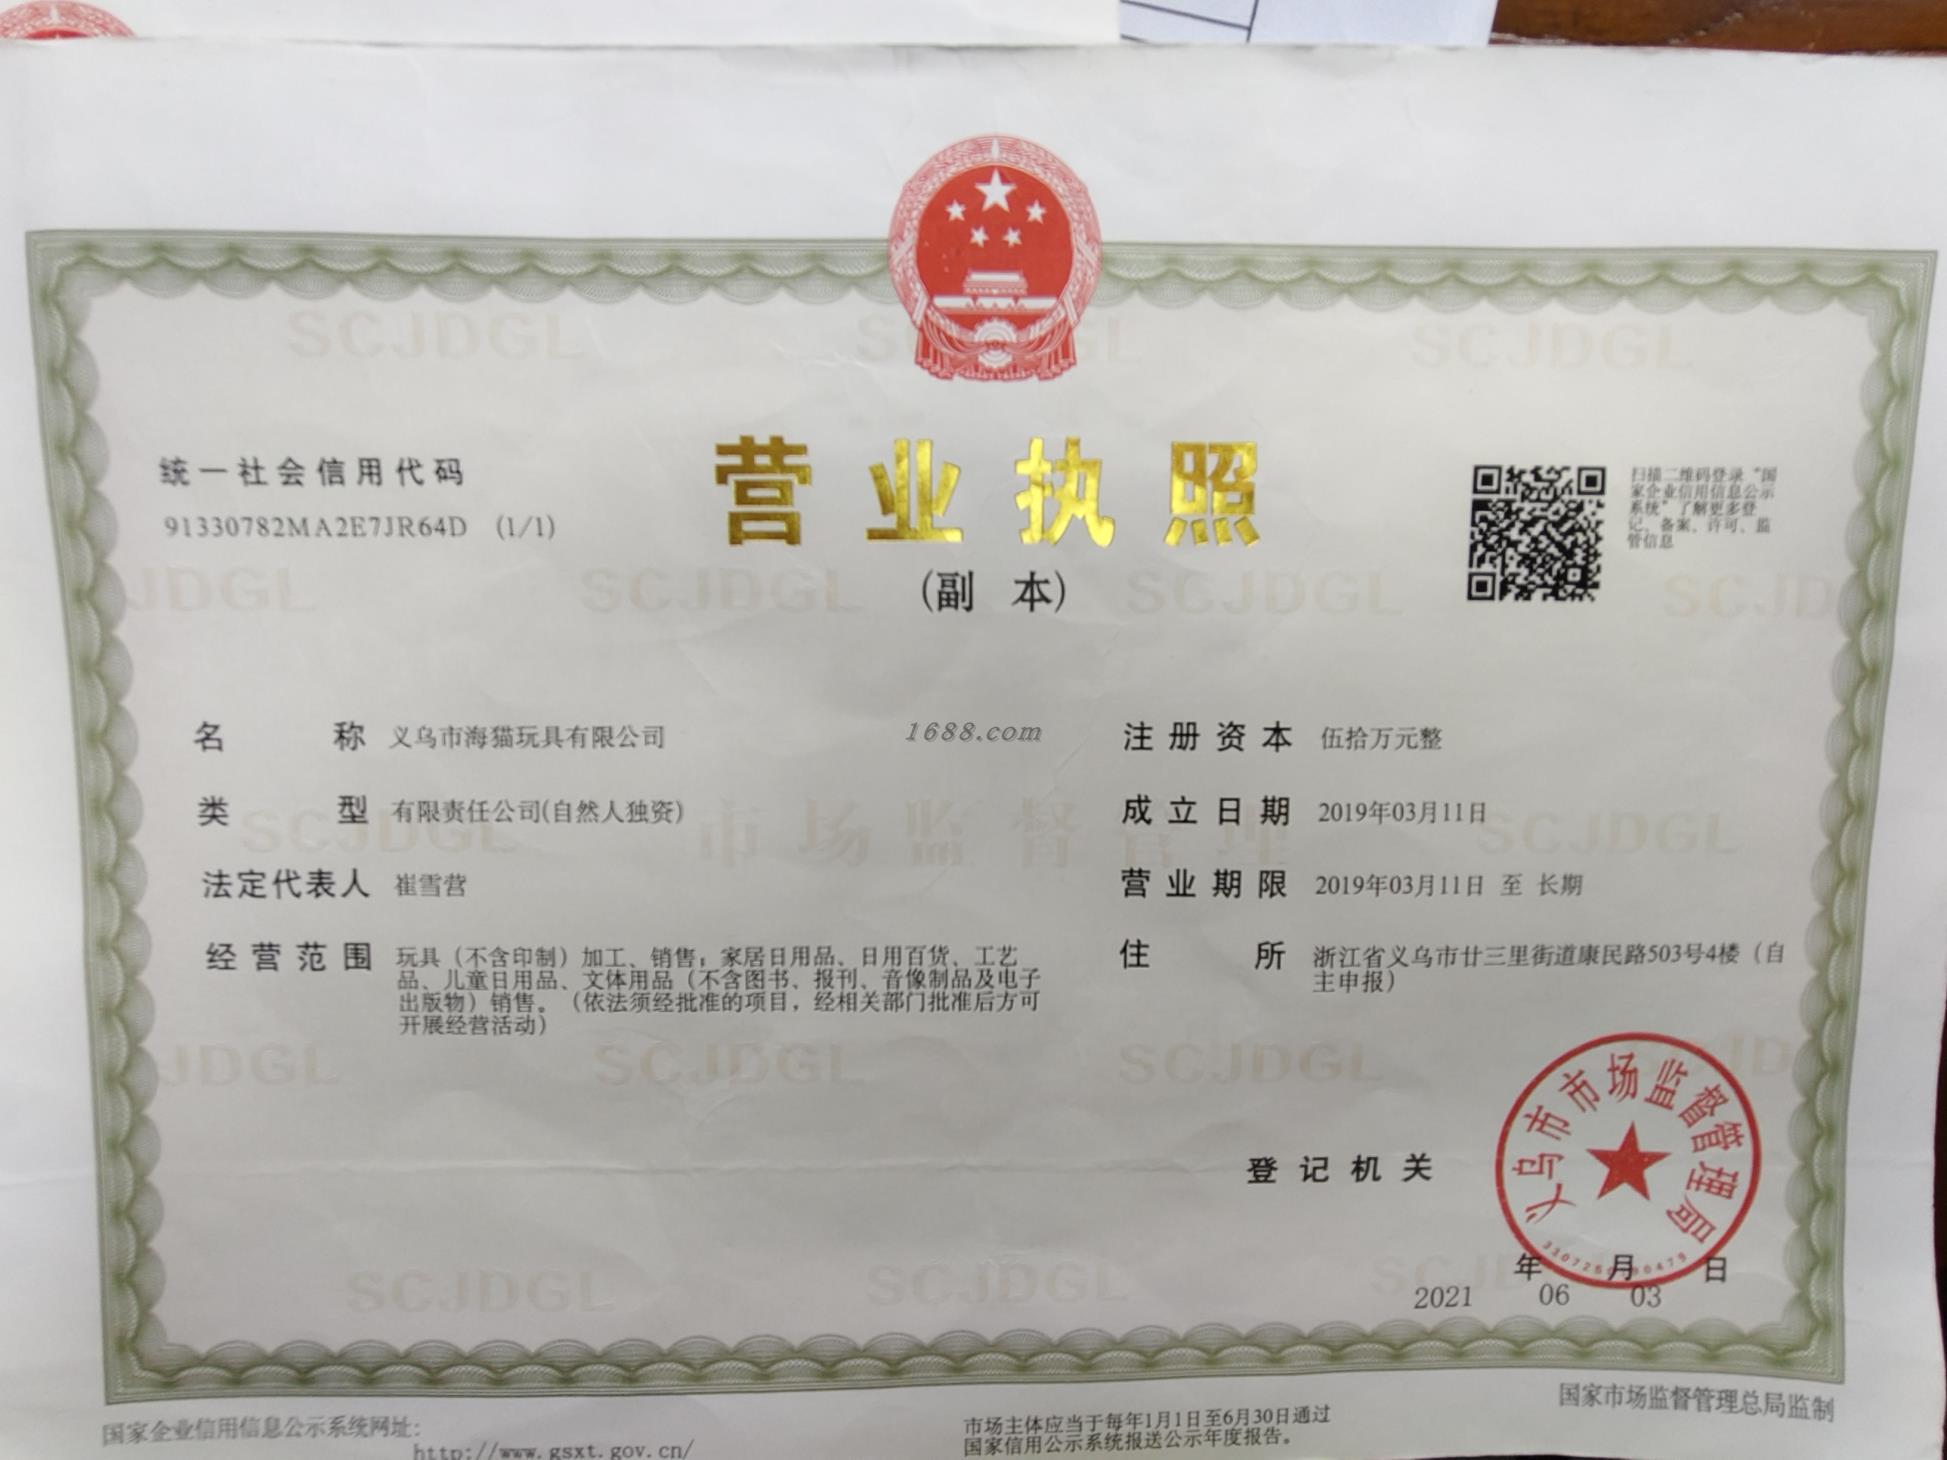 统一社会信用代码
91330782MA2E7JR64D (1/1)
营业执照
(副 本)
扫描二维码登录“国
家企业信用信息公示
系统”了解更多登
记、备案、许可、监
管信息
名 称 义乌市海猫玩具有限公司
类 型 有限责任公司(自然人独资)
法定代表人 崔雪营
经营范围 玩具（不含印制）加工、销售；家居日用品、日用百货、工艺
品、儿童日用品、文体用品（不含图书、报刊、音像制品及电子
出版物）销售。（依法须经批准的项目，经相关部门批准后方可
开展经营活动）
1688.com
注册资本 伍拾万元整
成立日期 2019年03月11日
营业期限 2019年03月11日 至 长期
住 所 浙江省义乌市廿三里街道康民路503号4楼（自
主申报）
SCJDGL
市场监督管理
登记机关
义乌市市场监督管理局
年 月 日
2021 06 03
国家企业信用信息公示系统网址：
http://www.gsxt.gov.cn/
市场主体应当于每年1月1日至6月30日通过
国家信用公示系统报送公示年度报告。
国家市场监督管理总局监制